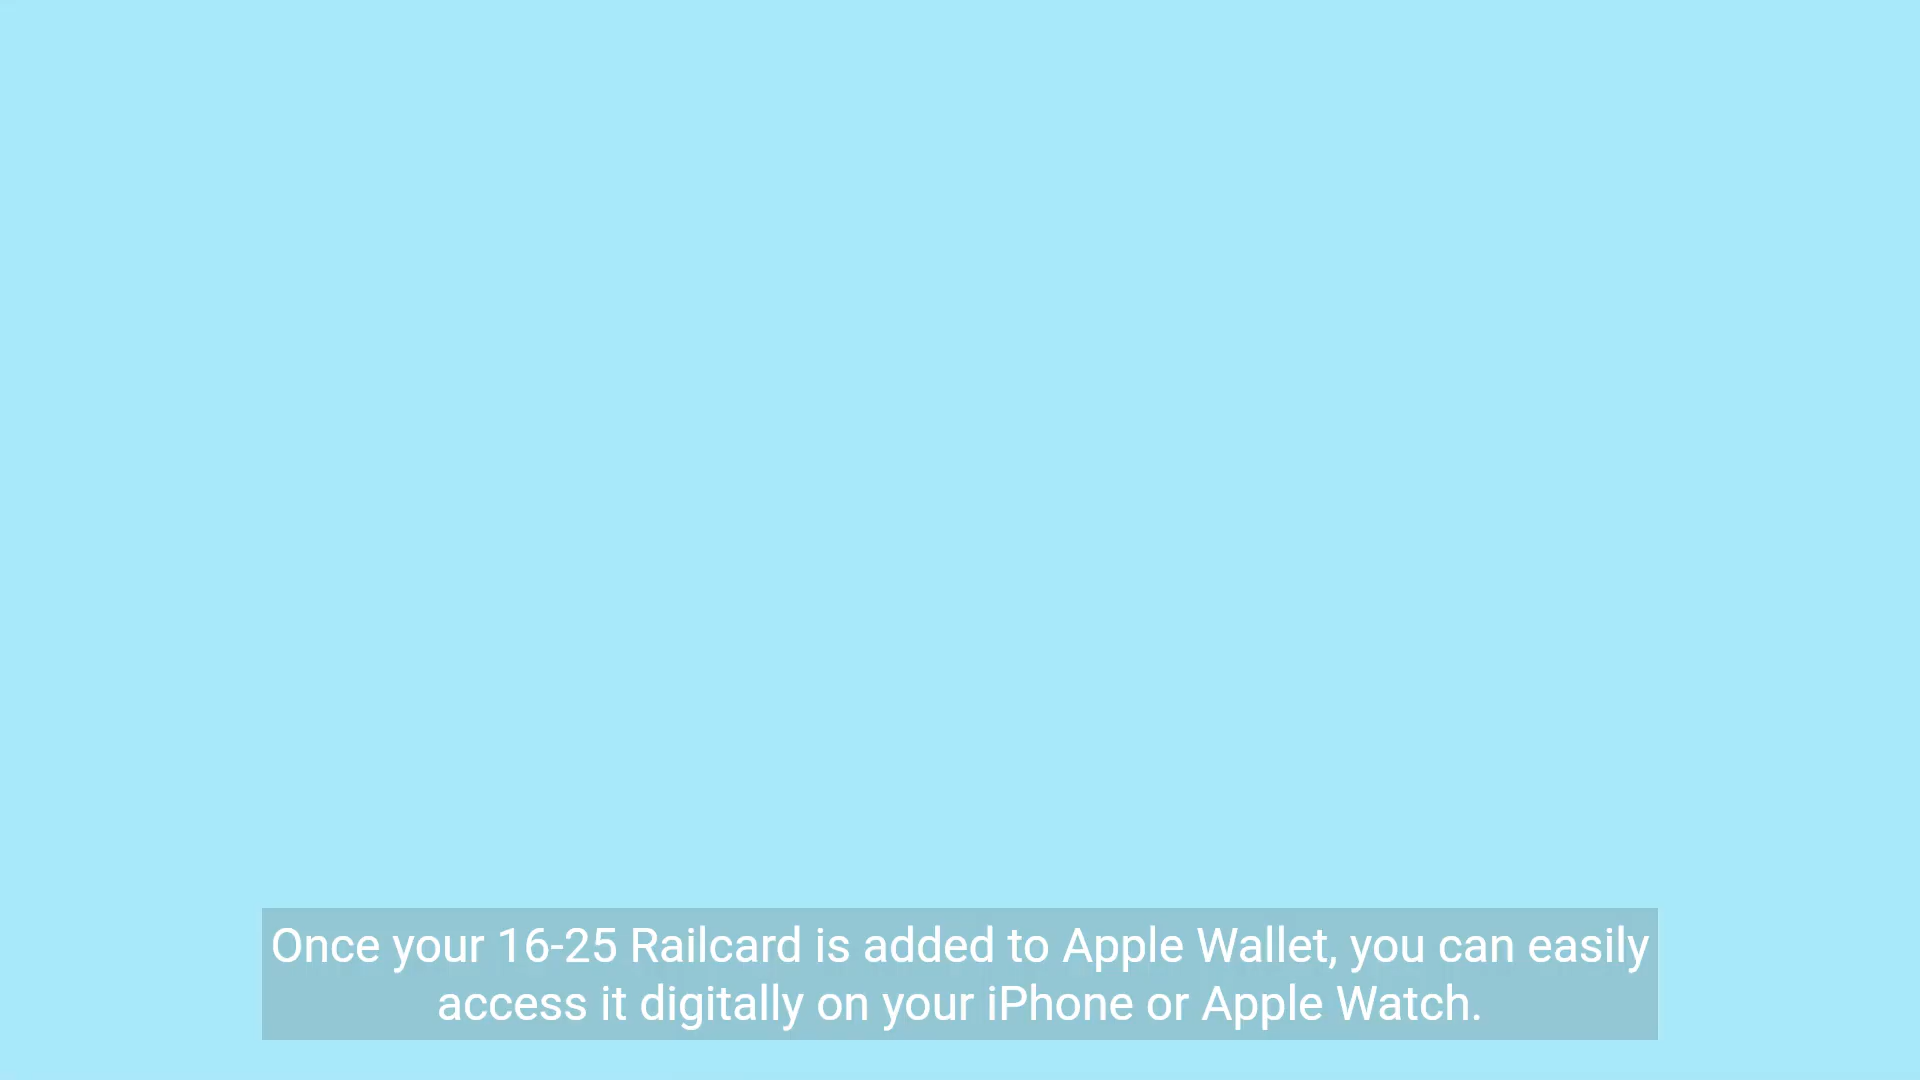 Once your 16-25 Railcard is added to Apple Wallet, you can easily
access it digitally on your iPhone or Apple Watch.